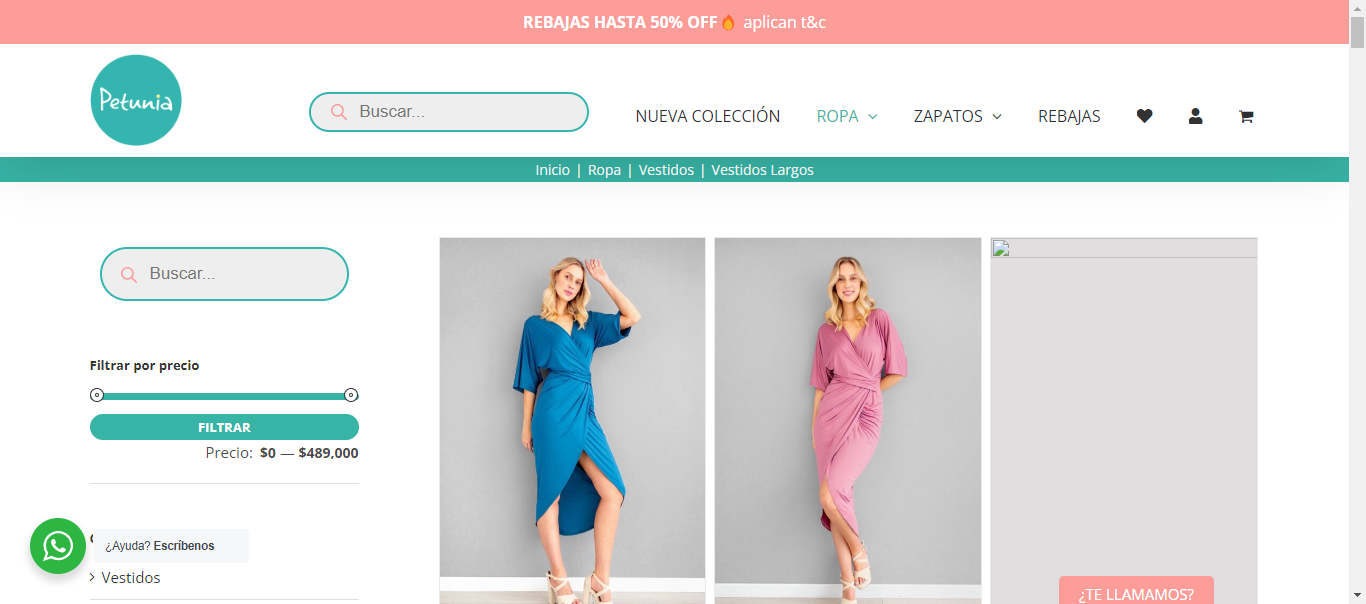 REBAJAS HASTA 50% OFF🔥 aplican t&c
Petunia
Buscar...
NUEVA COLECCIÓN
ROPA
ZAPATOS
REBAJAS
Inicio | Ropa | Vestidos | Vestidos Largos
Buscar...
Filtrar por precio
FILTRAR
Precio: $0 — $489,000
¿Ayuda? Escríbenos
Vestidos
¿TE LLAMAMOS?